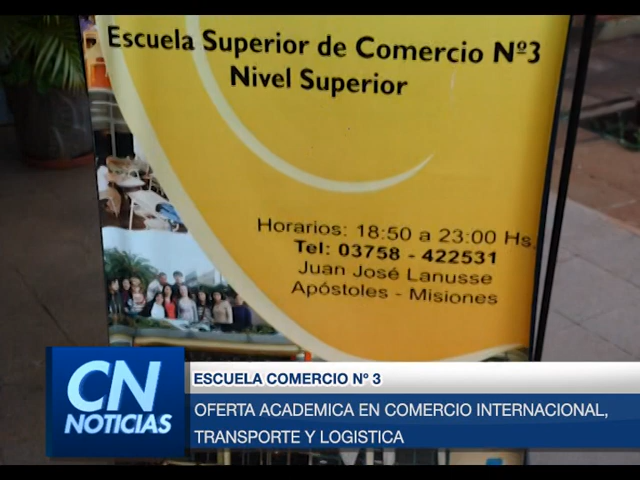 Escuela Superior de Comercio Nº3
Nivel Superior
Horarios: 18:50 a 23:00 Hs.
Tel: 03758 - 422531
Juan José Lanusse
Apóstoles - Misiones
CN
NOTICIAS
ESCUELA COMERCIO Nº 3
OFERTA ACADEMICA EN COMERCIO INTERNACIONAL,
TRANSPORTE Y LOGISTICA